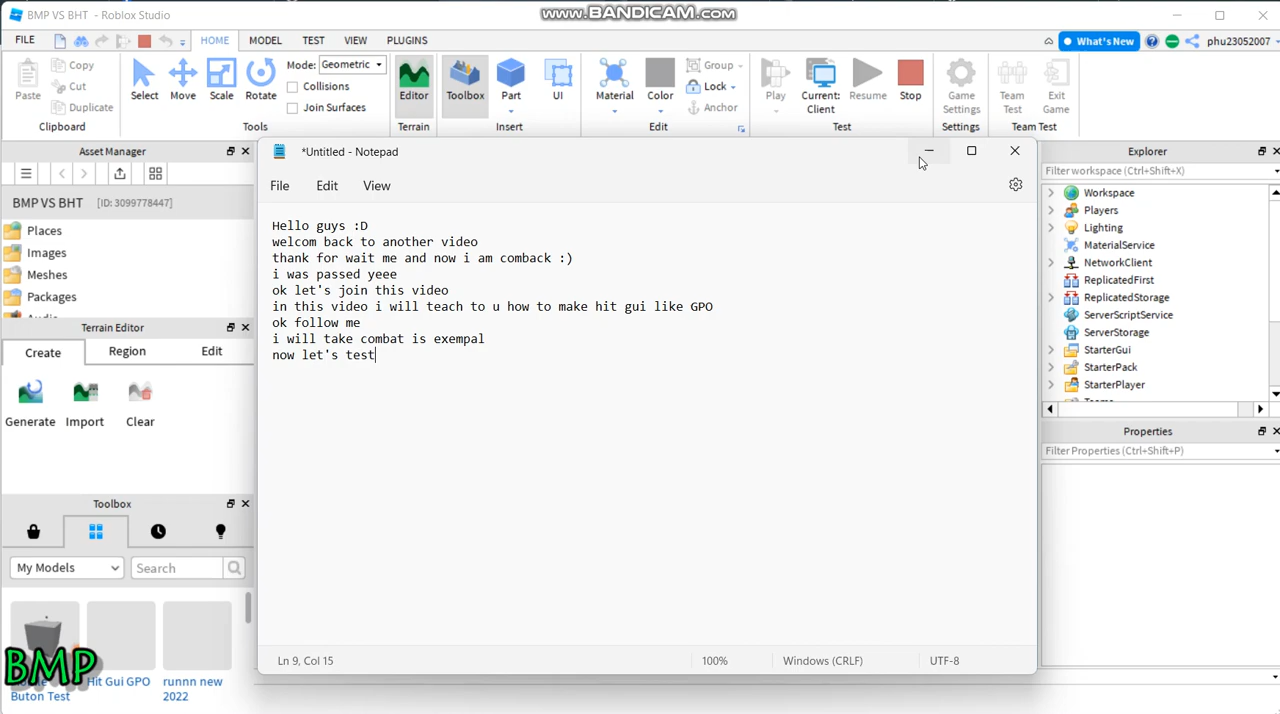 BMP VS BHT - Roblox Studio
www.BANDICAM.com
FILE
HOME
MODEL
TEST
VIEW
PLUGINS
What's New
phu23052007
Paste
Copy
Cut
Duplicate
Clipboard
Select
Move
Scale
Rotate
Mode: Geometric
Collisions
Join Surfaces
Tools
Editor
Terrain
Toolbox
Part
UI
Insert
Material
Color
Group
Lock
Anchor
Edit
Play
Current:
Client
Resume
Stop
Test
Game
Settings
Settings
Team
Test
Exit
Game
Team Test
Asset Manager
BMP VS BHT [ID: 3099778447]
Places
Images
Meshes
Packages
Terrain Editor
Create
Region
Edit
Generate
Import
Clear
Toolbox
My Models
Search
BMP
Buton Test
Hit Gui GPO
runnn new
2022
*Untitled - Notepad
File
Edit
View
Hello guys :D
welcom back to another video
thank for wait me and now i am comback :)
i was passed yeee
ok let's join this video
in this video i will teach to u how to make hit gui like GPO
ok follow me
i will take combat is exempal
now let's test
Ln 9, Col 15
100%
Windows (CRLF)
UTF-8
Explorer
Filter workspace (Ctrl+Shift+X)
Workspace
Players
Lighting
MaterialService
NetworkClient
ReplicatedFirst
ReplicatedStorage
ServerScriptService
ServerStorage
StarterGui
StarterPack
StarterPlayer
Properties
Filter Properties (Ctrl+Shift+P)